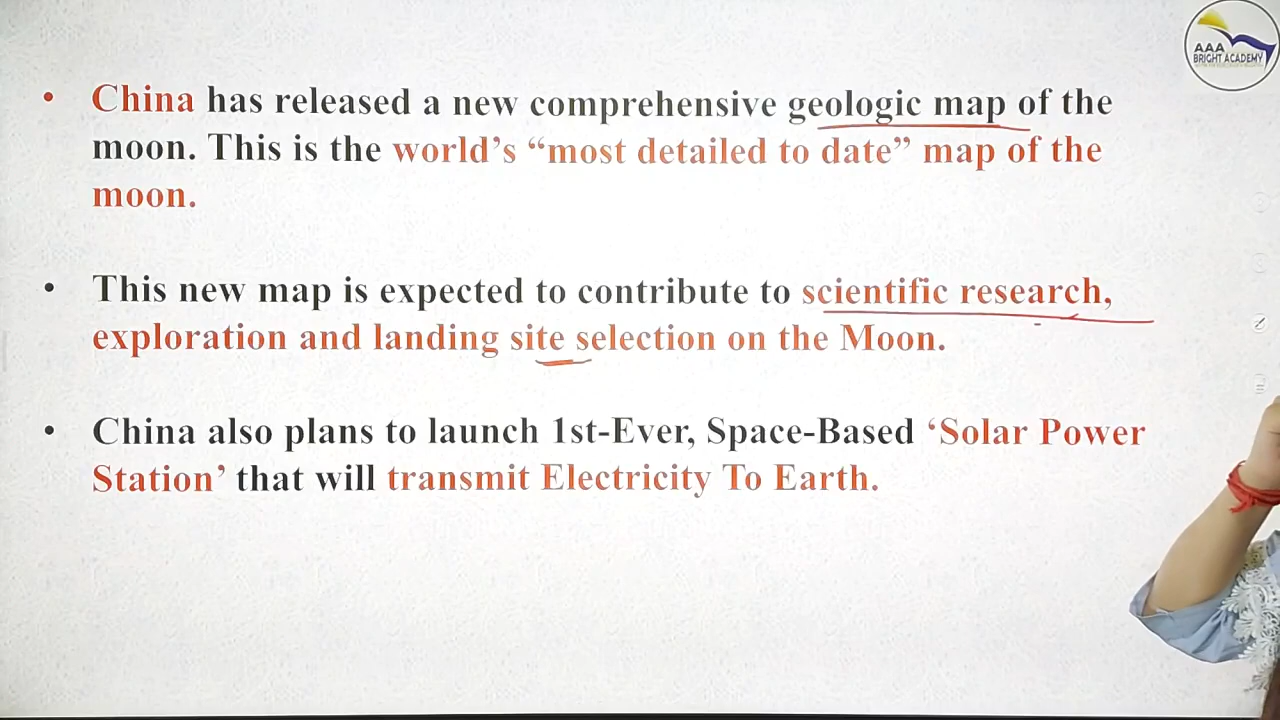 AAA
BRIGHT ACADEMY
• China has released a new comprehensive geologic map of the
moon. This is the world’s “most detailed to date” map of the
moon.
• This new map is expected to contribute to scientific research,
exploration and landing site selection on the Moon.
• China also plans to launch 1st-Ever, Space-Based ‘Solar Power
Station’ that will transmit Electricity To Earth.